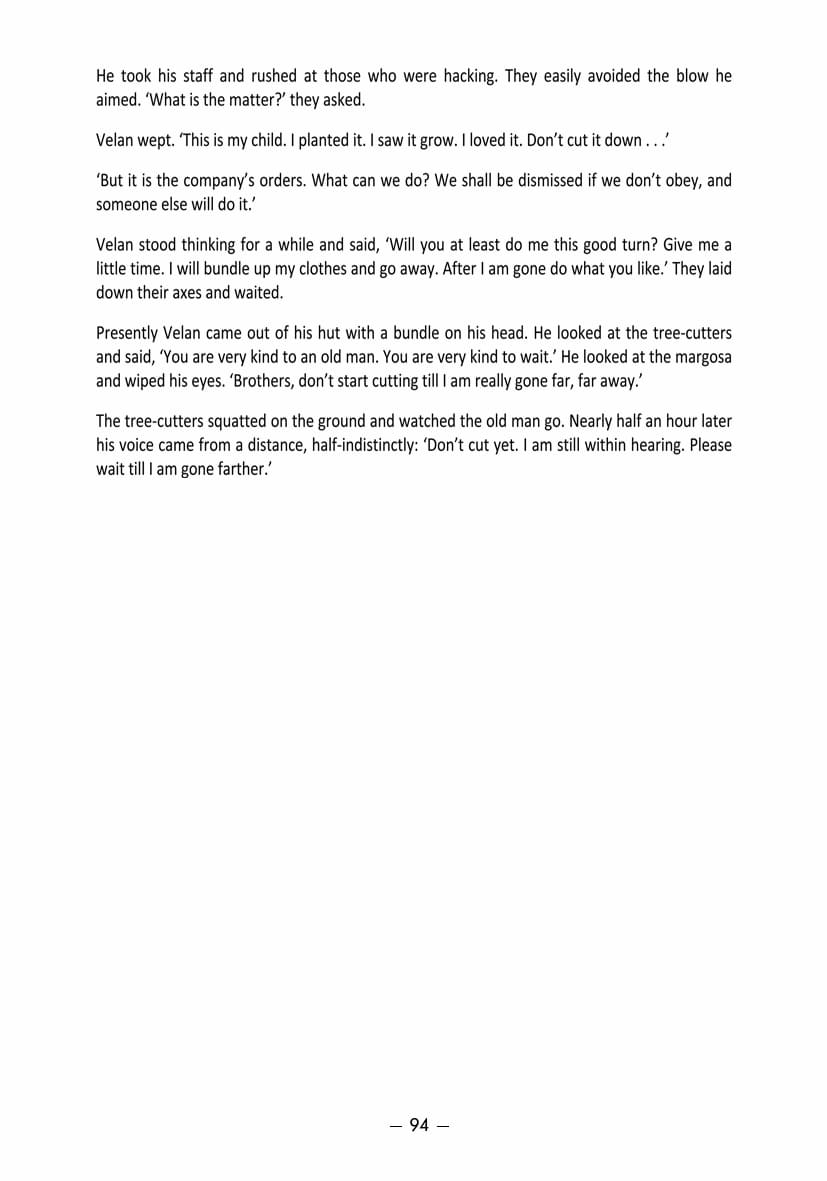 He took his staff and rushed at those who were hacking. They easily avoided the blow he
aimed. ‘What is the matter?’ they asked.
Velan wept. ‘This is my child. I planted it. I saw it grow. I loved it. Don’t cut it down . . .’
‘But it is the company’s orders. What can we do? We shall be dismissed if we don’t obey, and
someone else will do it.’
Velan stood thinking for a while and said, ‘Will you at least do me this good turn? Give me a
little time. I will bundle up my clothes and go away. After I am gone do what you like.’ They laid
down their axes and waited.
Presently Velan came out of his hut with a bundle on his head. He looked at the tree-cutters
and said, ‘You are very kind to an old man. You are very kind to wait.’ He looked at the margosa
and wiped his eyes. ‘Brothers, don’t start cutting till I am really gone far, far away.’
The tree-cutters squatted on the ground and watched the old man go. Nearly half an hour later
his voice came from a distance, half-indistinctly: ‘Don’t cut yet. I am still within hearing. Please
wait till I am gone farther.’
— 94 —